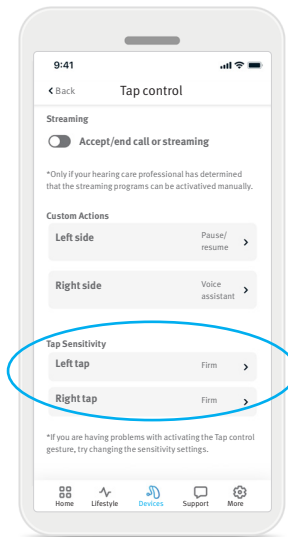 9:41
Back Tap control
Streaming
Accept/end call or streaming
*Only if your hearing care professional has determined
that the streaming programs can be activatived manually.
Custom Actions
Left side Pause/
resume
Right side Voice
assistant
Tap Sensitivity
Left tap Firm
Right tap Firm
*If you are having problems with activating the Tap control
gesture, try changing the sensitivity settings.
Home Lifestyle Devices Support More